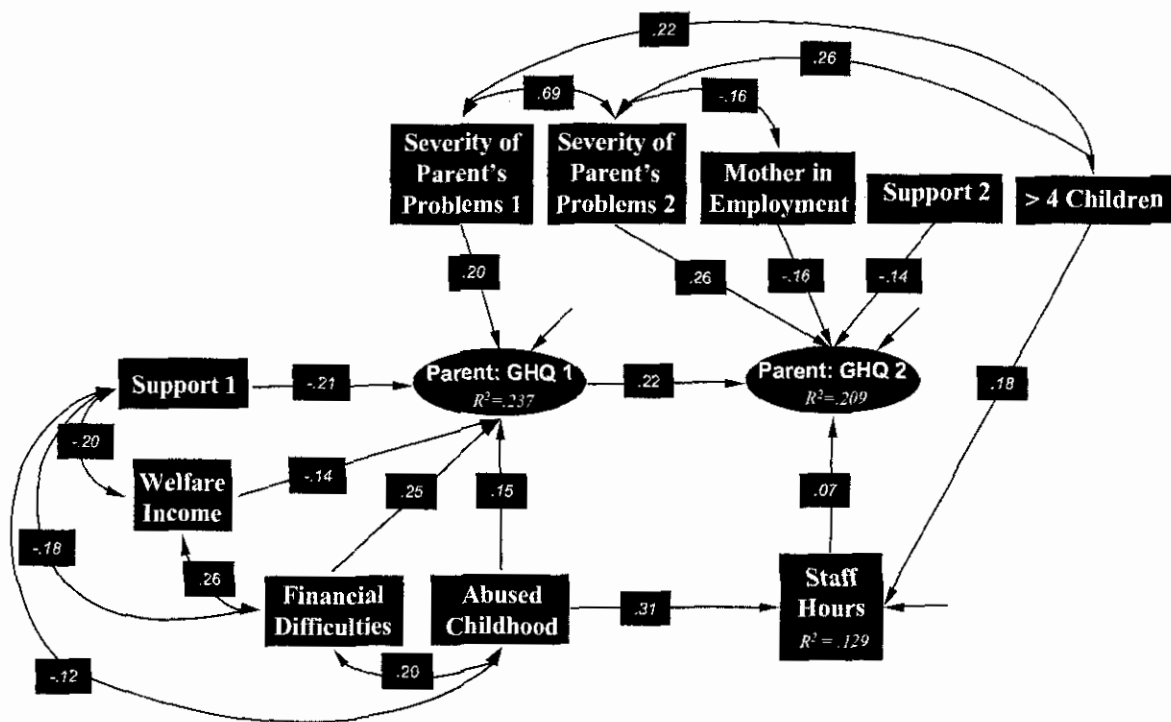 .22
.26
.69
-.16
Severity of
Parent's
Problems 1
Severity of
Parent's
Problems 2
Mother in
Employment
Support 2
> 4 Children
.20
.26
-.16
-.14
Parent: GHQ 1
R²=.237
Parent: GHQ 2
R²=.209
Support 1
-.21
.22
.18
-.20
Welfare
Income
-.14
.25
.15
.07
-.18
.26
Financial
Difficulties
Abused
Childhood
.31
Staff
Hours
R² = .129
-.12
.20